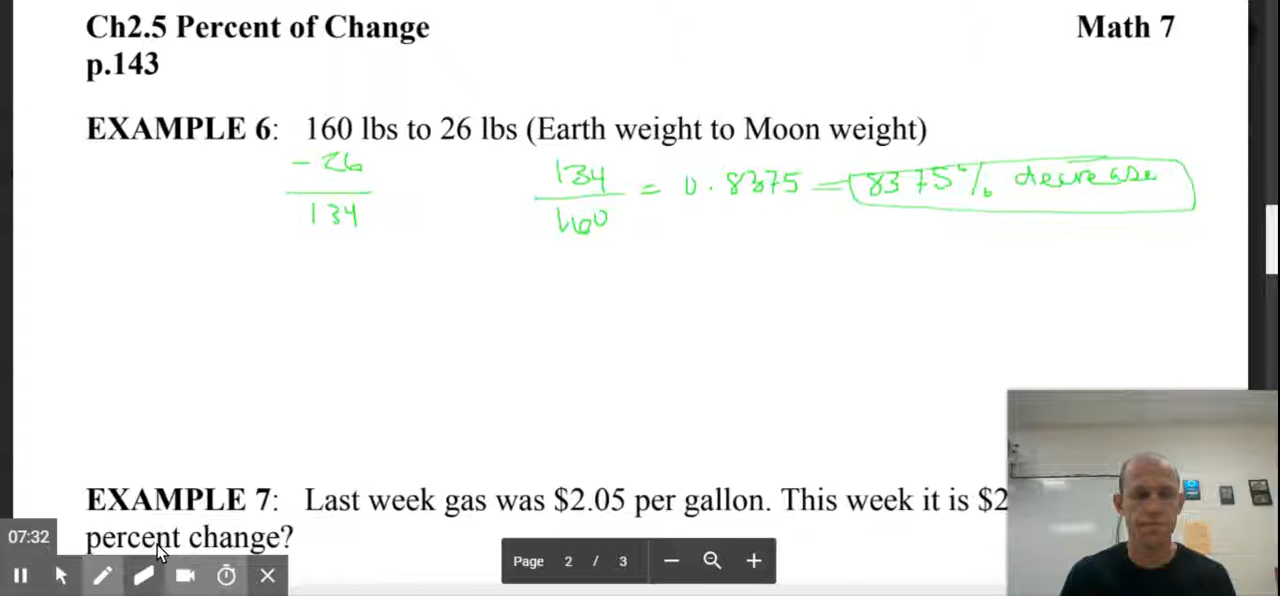 Ch2.5 Percent of Change Math 7
p.143
EXAMPLE 6: 160 lbs to 26 lbs (Earth weight to Moon weight)
- 26
134
134
160
= 0.8375 = 8375% decrease
EXAMPLE 7: Last week gas was $2.05 per gallon. This week it is $2
percent change?
07:32
Page 2 / 3